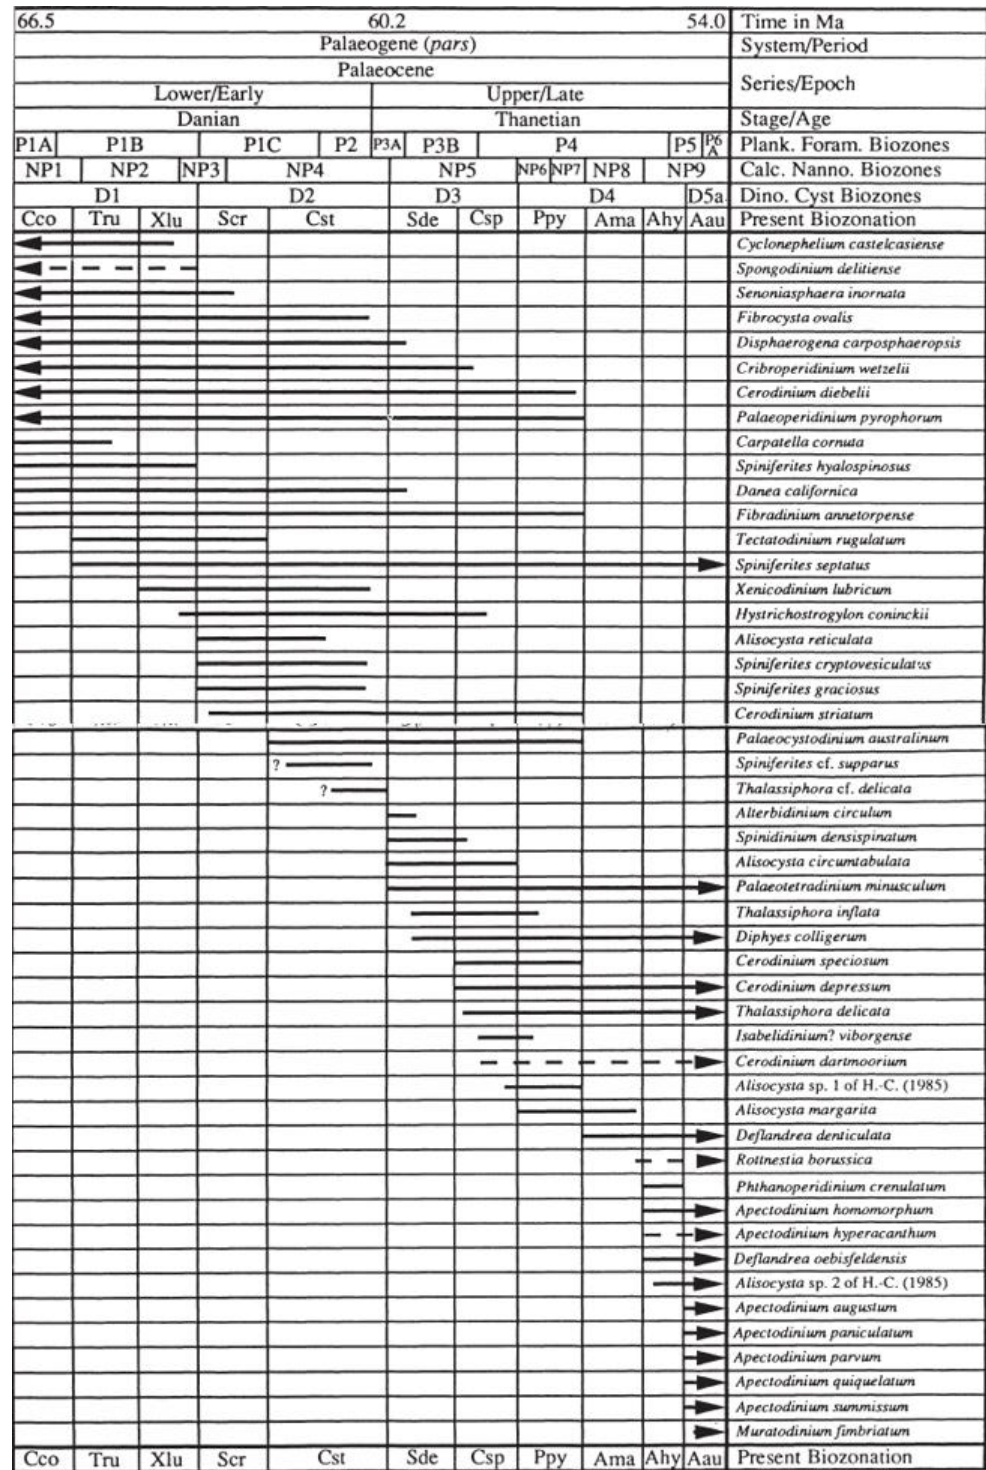 66.5 60.2 54.0 Time in Ma
Palaeogene (pars) System/Period
Palaeocene
Series/Epoch
Lower/Early Upper/Late
Danian Thanetian Stage/Age
P1A P1B P1C P2 P3A P3B P4 P5 P6A Plank. Foram. Biozones
NP1 NP2 NP3 NP4 NP5 NP6 NP7 NP8 NP9 Calc. Nanno. Biozones
D1 D2 D3 D4 D5a Dino. Cyst Biozones
Cco Tru Xlu Scr Cst Sde Csp Ppy Ama Ahy Aau Present Biozonation
Cyclonephelium castelcasiense
Spongodinium delitiense
Senoniasphaera inornata
Fibrocysta ovalis
Disphaerogena carposphaeropsis
Cribroperidinium wetzelii
Cerodinium diebelii
Palaeoperidinium pyrophorum
Carpatella cornuta
Spiniferites hyalospinosus
Danea californica
Fibradinium annetorpense
Tectatodinium rugulatum
Spiniferites septatus
Xenicodinium lubricum
Hystrichostrogylon coninckii
Alisocysta reticulata
Spiniferites cryptovesiculatus
Spiniferites graciosus
Cerodinium striatum
Palaeocystodinium australinum
? Spiniferites cf. supparus
? Thalassiphora cf. delicata
Alterbidinium circulum
Spinidinium densispinatum
Alisocysta circumtabulata
Palaeotetradinium minusculum
Thalassiphora inflata
Diphyes colligerum
Cerodinium speciosum
Cerodinium depressum
Thalassiphora delicata
Isabelidinium? viborgense
Cerodinium dartmoorium
Alisocysta sp. 1 of H.-C. (1985)
Alisocysta margarita
Deflandrea denticulata
Rottnestia borussica
Phthanoperidinium crenulatum
Apectodinium homomorphum
Apectodinium hyperacanthum
Deflandrea oebisfeldensis
Alisocysta sp. 2 of H.-C. (1985)
Apectodinium augustum
Apectodinium paniculatum
Apectodinium parvum
Apectodinium quiquelatum
Apectodinium summissum
Muratodinium fimbriatum
Cco Tru Xlu Scr Cst Sde Csp Ppy Ama Ahy Aau Present Biozonation